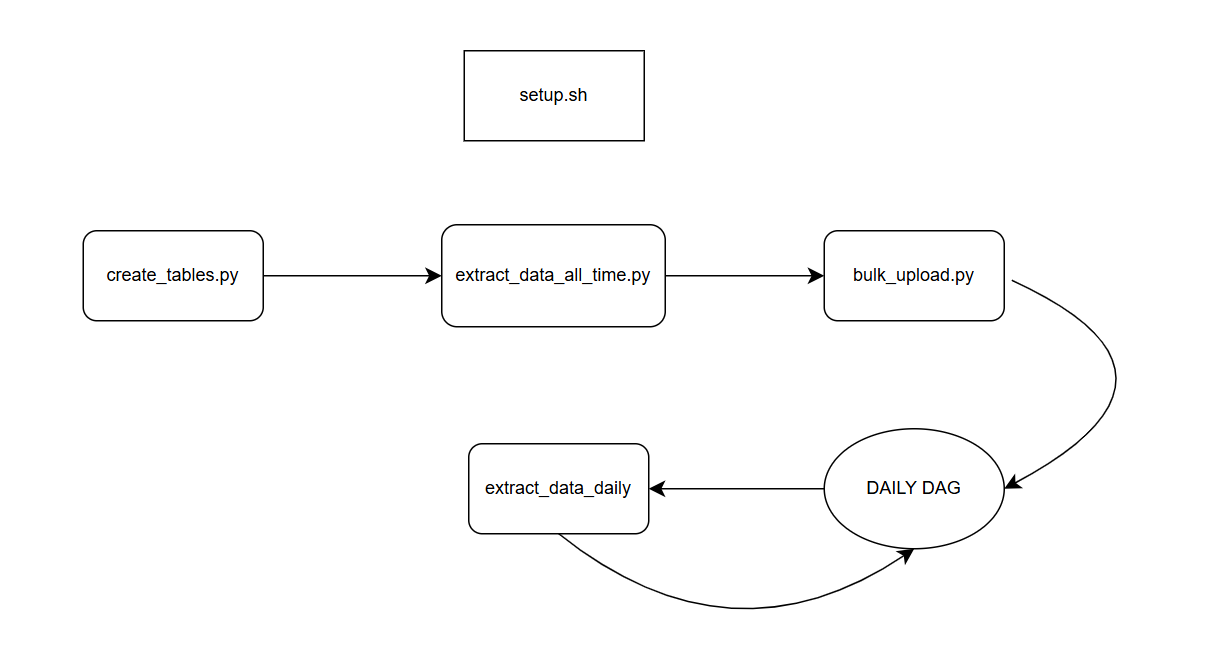 setup.sh
create_tables.py
extract_data_all_time.py
bulk_upload.py
extract_data_daily
DAILY DAG